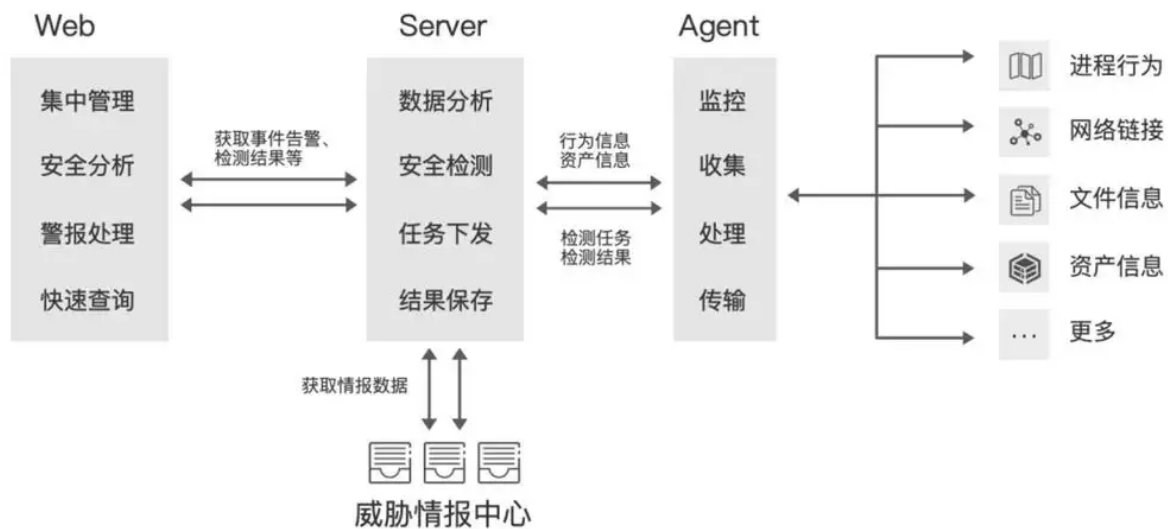 Web
集中管理
安全分析
警报处理
快速查询
获取事件告警、
检测结果等
Server
数据分析
安全检测
任务下发
结果保存
行为信息
资产信息
检测任务
检测结果
Agent
监控
收集
处理
传输
进程行为
网络链接
文件信息
资产信息
更多
获取情报数据
威胁情报中心